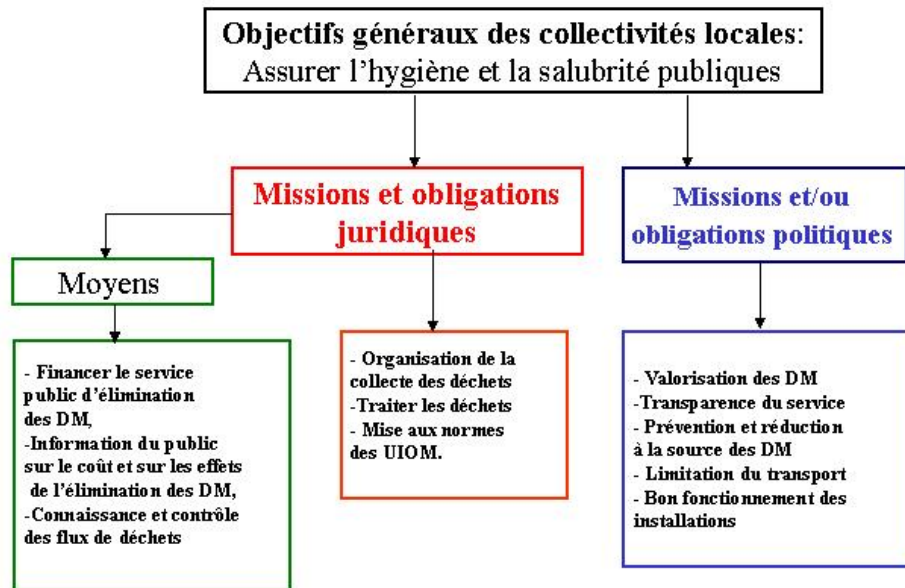 Objectifs généraux des collectivités locales:
Assurer l'hygiène et la salubrité publiques
Missions et obligations
juridiques
Missions et/ou
obligations politiques
Moyens
- Financer le service
public d'élimination
des DM,
-Information du public
sur le coût et sur les effets
de l'élimination des DM,
-Connaissance et contrôle
des flux de déchets
- Organisation de la
collecte des déchets
-Traiter les déchets
- Mise aux normes
des UIOM.
- Valorisation des DM
-Transparence du service
- Prévention et réduction
à la source des DM
- Limitation du transport
- Bon fonctionnement des
installations